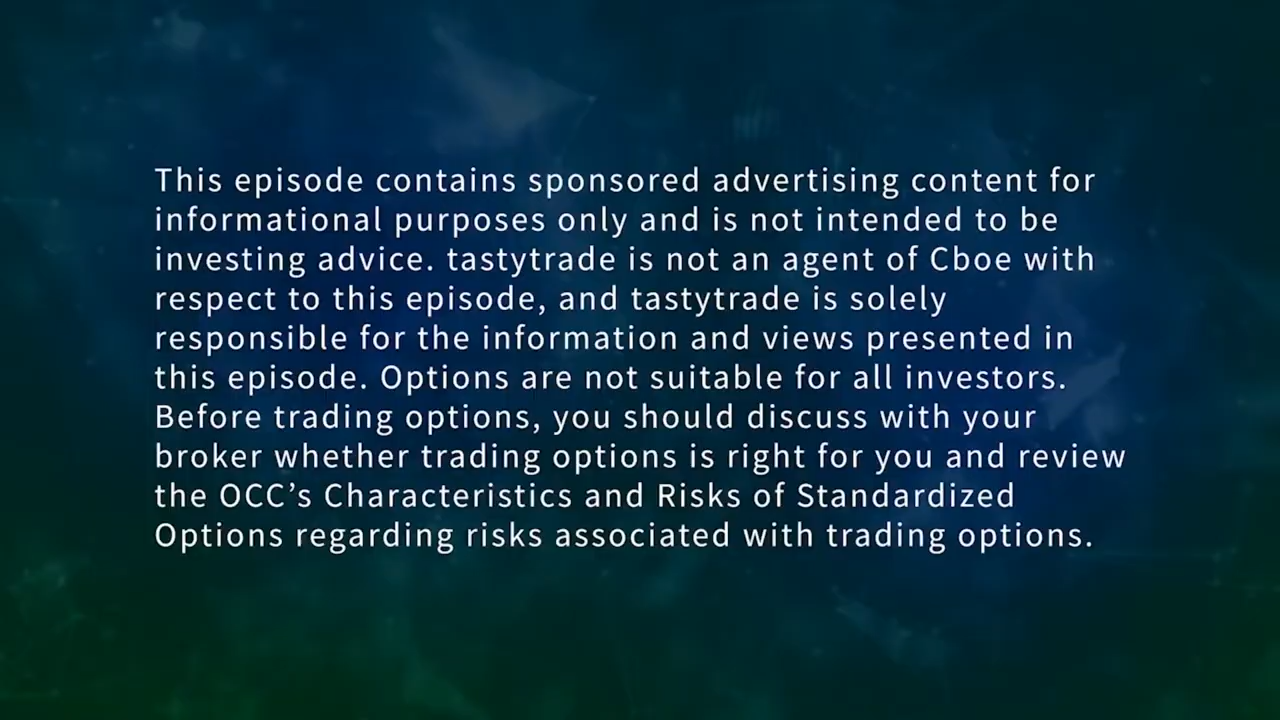 This episode contains sponsored advertising content for
informational purposes only and is not intended to be
investing advice. tastytrade is not an agent of Cboe with
respect to this episode, and tastytrade is solely
responsible for the information and views presented in
this episode. Options are not suitable for all investors.
Before trading options, you should discuss with your
broker whether trading options is right for you and review
the OCC’s Characteristics and Risks of Standardized
Options regarding risks associated with trading options.